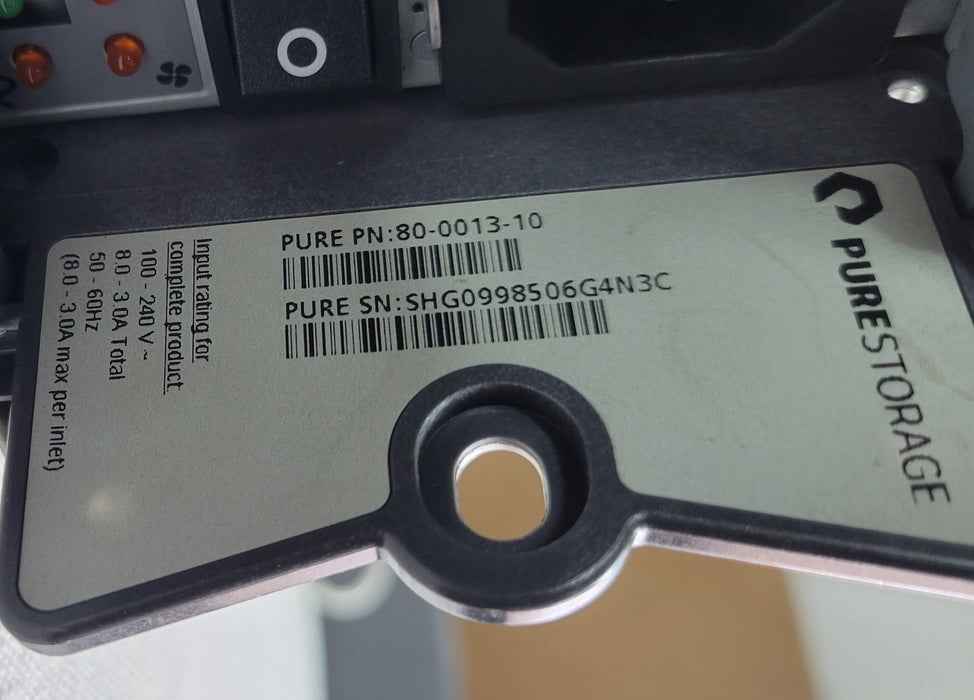 PURE PN:80-0013-10
PURE SN:SHG0998506G4N3C
Input rating for
complete product:
100 - 240 V ~
8.0 - 3.0A Total
50 - 60Hz
(8.0 - 3.0A max per inlet)
PURESTORAGE